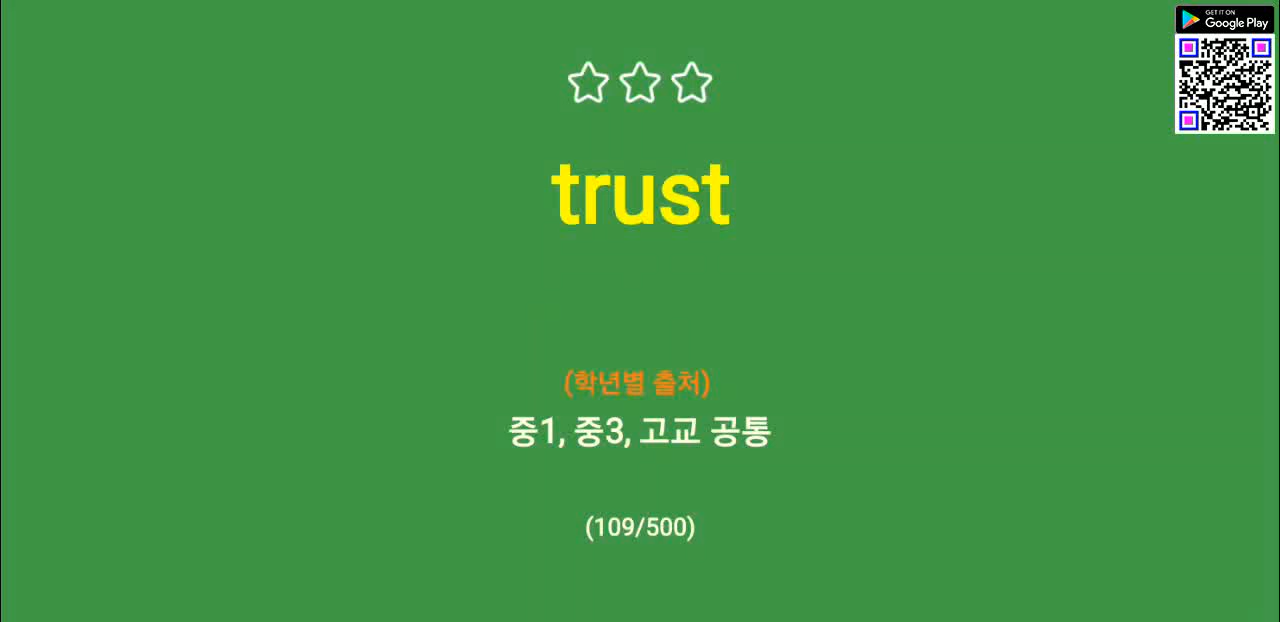 GET IT ON
Google Play
trust
(학년별 출처)
중1, 중3, 고교 공통
(109/500)